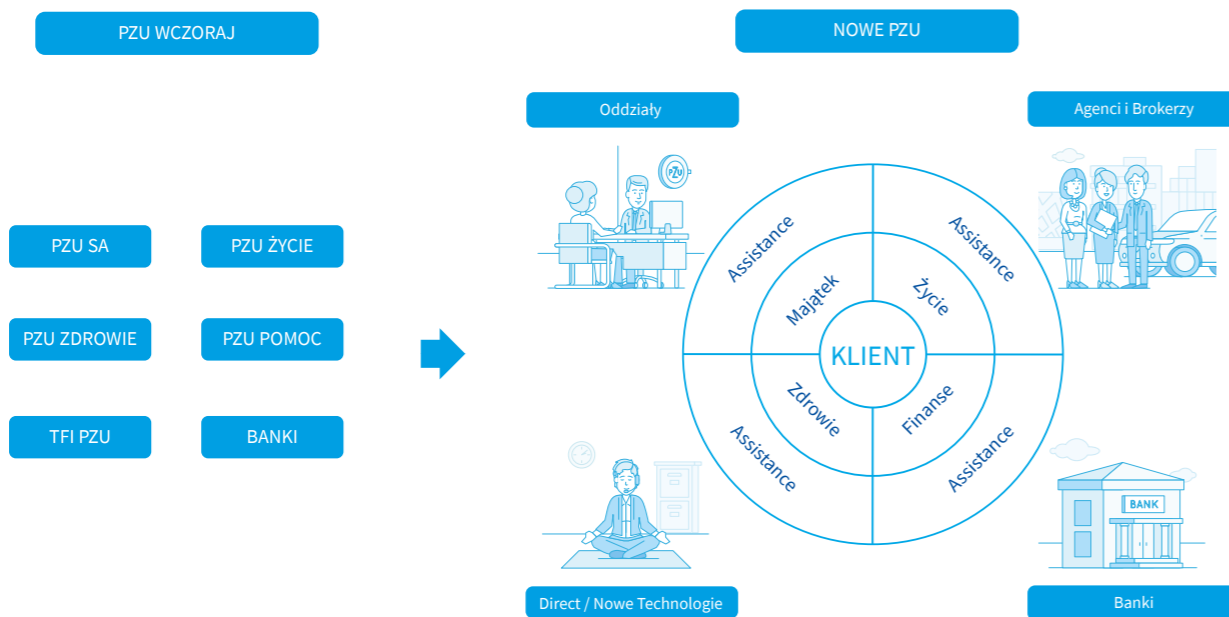 PZU WCZORAJ
PZU SA
PZU ŻYCIE
PZU ZDROWIE
PZU POMOC
TFI PZU
BANKI
NOWE PZU
Oddziały
Agenci i Brokerzy
PZU
Assistance
Assistance
Majątek
Życie
KLIENT
Zdrowie
Finanse
Assistance
Assistance
BANK
Direct / Nowe Technologie
Banki